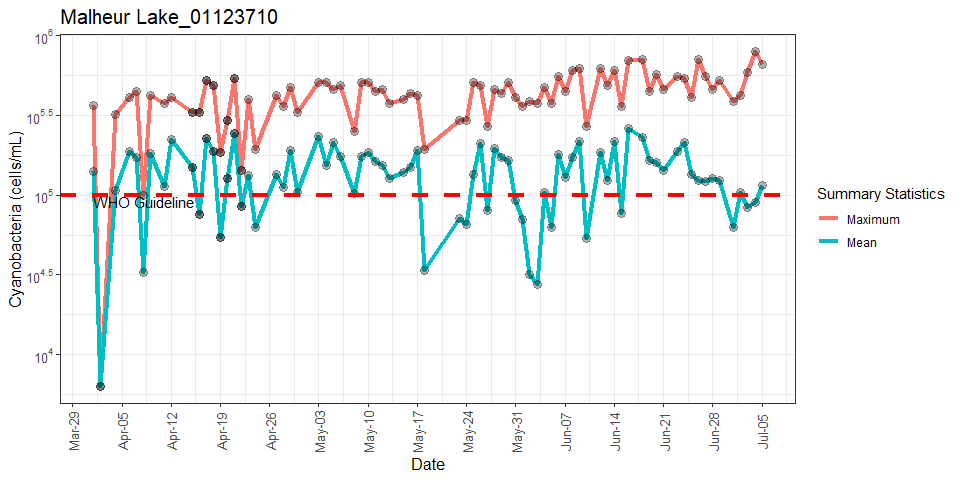 Malheur Lake_01123710
Cyanobacteria (cells/mL)
10^6
10^5.5
10^5
10^4.5
10^4
WHO Guideline
Mar-29
Apr-05
Apr-12
Apr-19
Apr-26
May-03
May-10
May-17
May-24
May-31
Jun-07
Jun-14
Jun-21
Jun-28
Jul-05
Date
Summary Statistics
Maximum
Mean